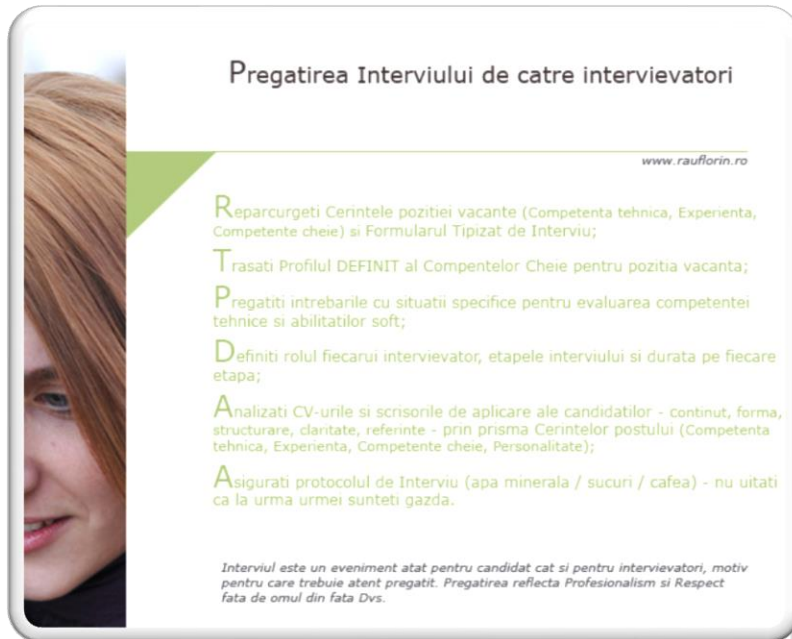 Pregatirea Interviului de catre intervievatori
www.rauflorin.ro
Reparcurgeti Cerintele pozitiei vacante (Competenta tehnica, Experienta,
Competente cheie) si Formularul Tipizat de Interviu;
Trasati Profilul DEFINIT al Compentelor Cheie pentru pozitia vacanta;
Pregatiti intrebarile cu situatii specifice pentru evaluarea competentei
tehnice si abilitatilor soft;
Definiti rolul fiecarui intervievator, etapele interviului si durata pe fiecare
etapa;
Analizati CV-urile si scrisorile de aplicare ale candidatilor - continut, forma,
structurare, claritate, referinte - prin prisma Cerintelor postului (Competenta
tehnica, Experienta, Competente cheie, Personalitate);
Asigurati protocolul de Interviu (apa minerala / sucuri / cafea) - nu uitati
ca la urma urmei sunteti gazda.
Interviul este un eveniment atat pentru candidat cat si pentru intervievatori, motiv
pentru care trebuie atent pregatit. Pregatirea reflecta Profesionalism si Respect
fata de omul din fata Dvs.